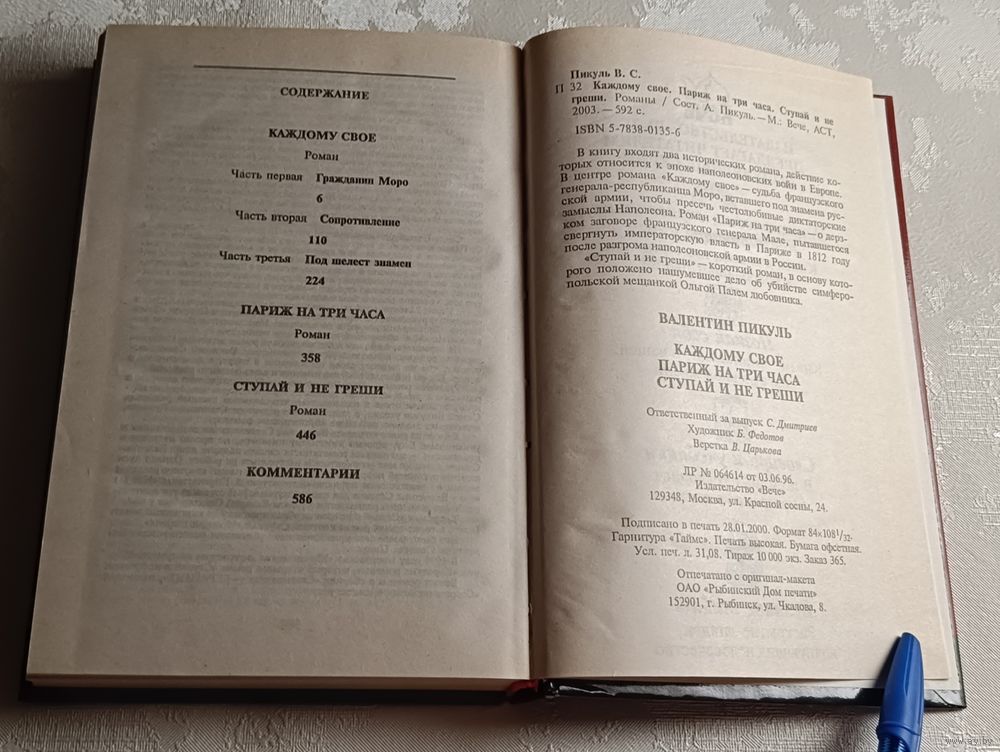 СОДЕРЖАНИЕ
КАЖДОМУ СВОЕ
Роман
Часть первая Гражданин Моро
6
Часть вторая Сопротивление
110
Часть третья Под шелест знамен
224
ПАРИЖ НА ТРИ ЧАСА
Роман
358
СТУПАЙ И НЕ ГРЕШИ
Роман
446
КОММЕНТАРИИ
586
Пикуль В. С.
П 32 Каждому свое. Париж на три часа. Ступай и не
греши. Романы / Сост. А. Пикуль. — М.: Вече, АСТ,
2003. — 592 с.
ISBN 5-7838-0135-6
В книгу входят два исторических романа, действие ко-
торых относится к эпохе наполеоновских войн в Европе.
В центре романа «Каждому свое» — судьба французского
генерала-республиканца Моро, вставшего под знамена рус-
ской армии, чтобы пресечь честолюбивые диктаторские
замыслы Наполеона. Роман «Париж на три часа» — о дерз-
ком заговоре французского генерала Мале, пытавшегося
свергнуть императорскую власть в Париже в 1812 году
после разгрома наполеоновской армии в России.
«Ступай и не греши» — короткий роман, в основу кото-
рого положено нашумевшее дело об убийстве симферо-
польской мещанкой Ольгой Палем любовника.
ВАЛЕНТИН ПИКУЛЬ
КАЖДОМУ СВОЕ
ПАРИЖ НА ТРИ ЧАСА
СТУПАЙ И НЕ ГРЕШИ
Ответственный за выпуск С. Дмитриев
Художник Б. Федотов
Верстка В. Царькова
ЛР № 064614 от 03.06.96.
Издательство «Вече»
129348, Москва, ул. Красной сосны, 24.
Подписано в печать 28.01.2000. Формат 84×108 1/32.
Гарнитура «Таймс». Печать высокая. Бумага офсетная.
Усл. печ. л. 31,08. Тираж 10 000 экз. Заказ 365.
Отпечатано с оригинал-макета
ОАО «Рыбинский Дом печати»
152901, г. Рыбинск, ул. Чкалова, 8.